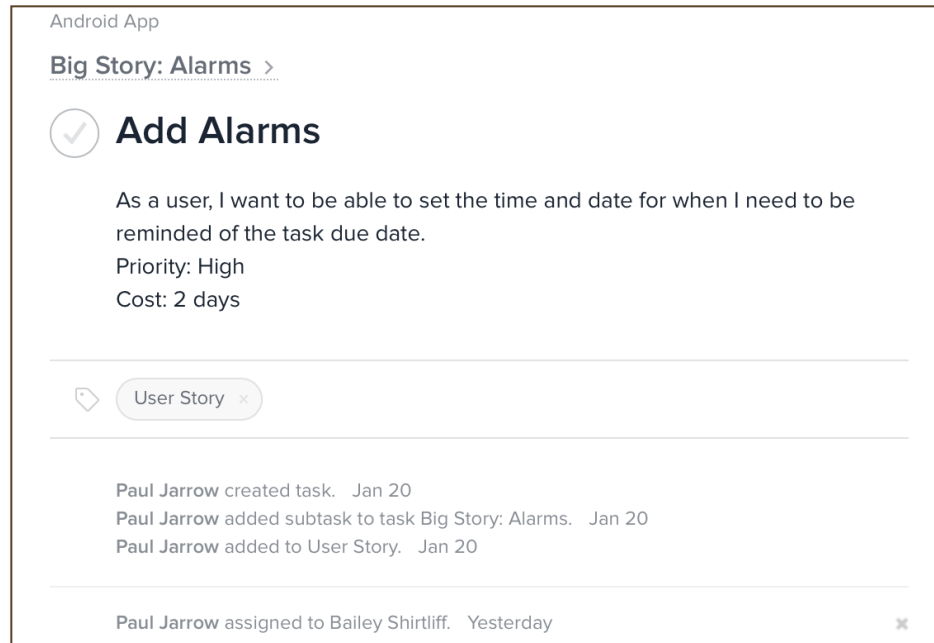 Android App
Big Story: Alarms >
Add Alarms
As a user, I want to be able to set the time and date for when I need to be
reminded of the task due date.
Priority: High
Cost: 2 days
User Story ×
Paul Jarrow created task. Jan 20
Paul Jarrow added subtask to task Big Story: Alarms. Jan 20
Paul Jarrow added to User Story. Jan 20
Paul Jarrow assigned to Bailey Shirtliff. Yesterday